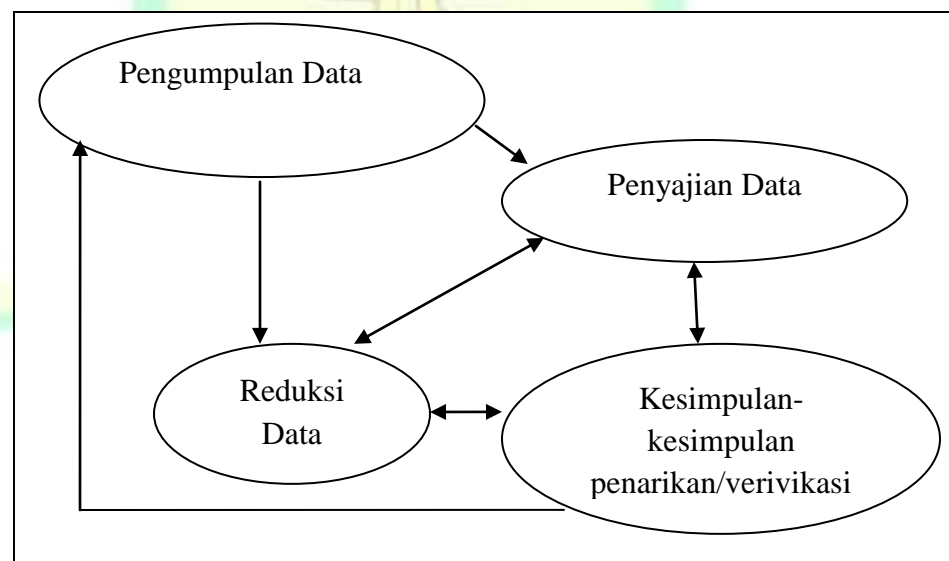 Pengumpulan Data
Penyajian Data
Reduksi
Data
Kesimpulan-
kesimpulan
penarikan/verivikasi